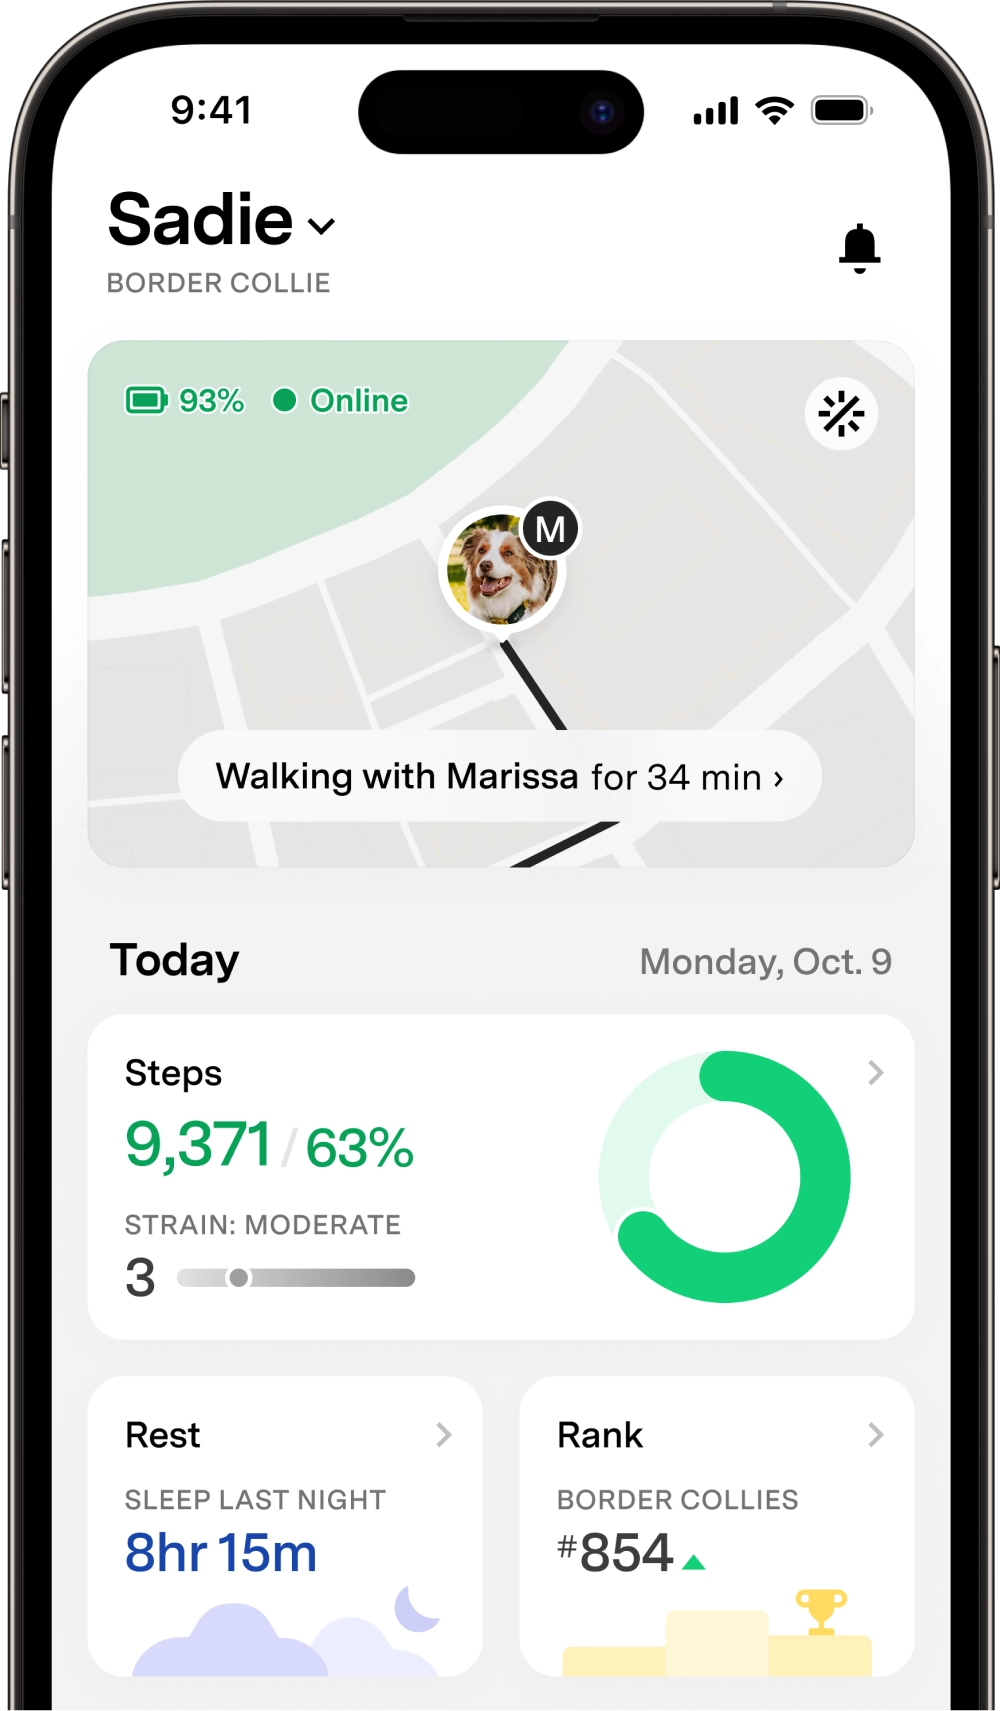 9:41
Sadie
BORDER COLLIE
93% Online
M
Walking with Marissa for 34 min ›
Today Monday, Oct. 9
Steps
9,371 / 63%
STRAIN: MODERATE
3
Rest
SLEEP LAST NIGHT
8hr 15m
Rank
BORDER COLLIES
#854